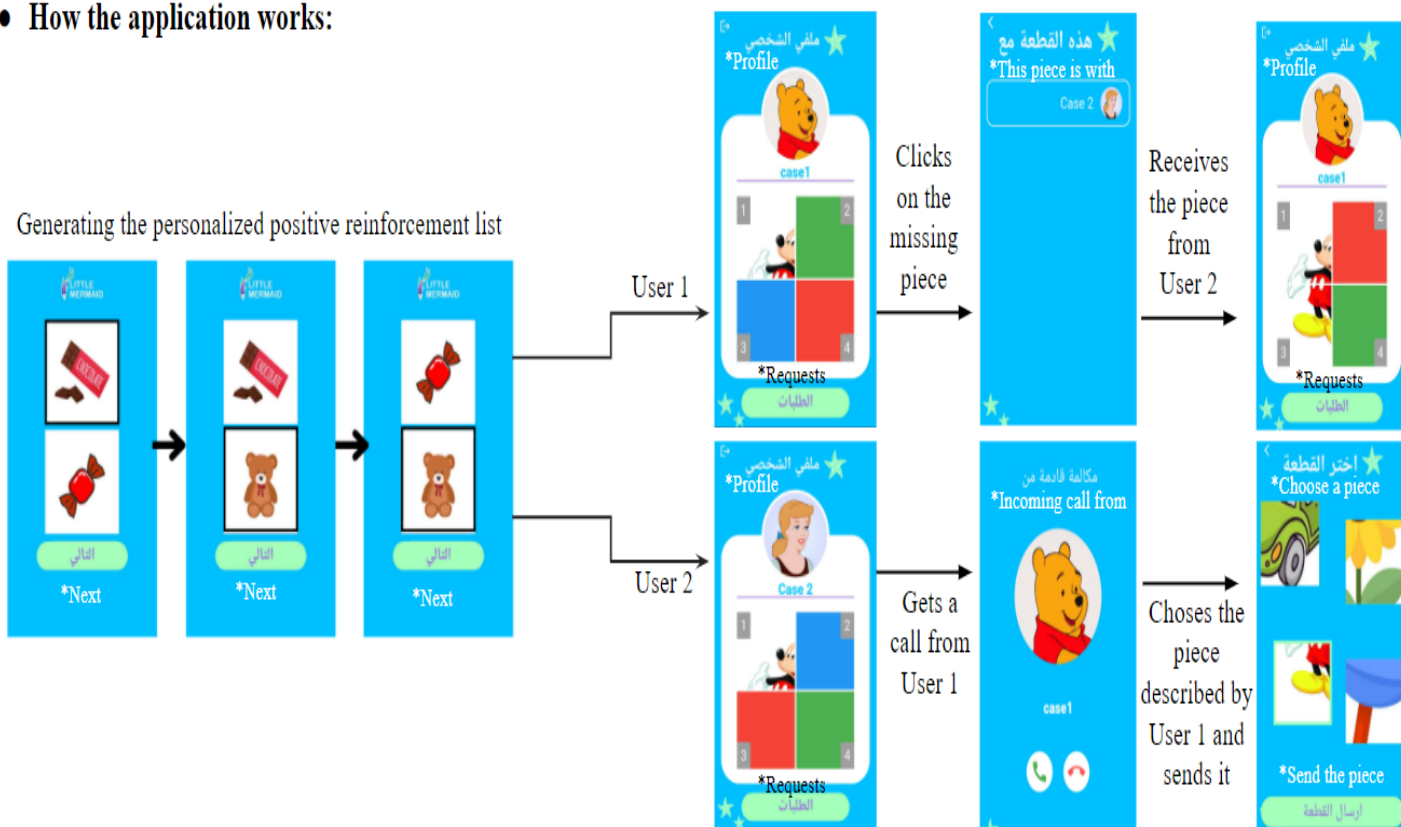 • How the application works:
Generating the personalized positive reinforcement list
LITTLE
MERMAID
CHOCOLATE
التالي
*Next
LITTLE
MERMAID
CHOCOLATE
التالي
*Next
LITTLE
MERMAID
التالي
*Next
User 1
ملفي الشخصي
*Profile
case1
1
2
3
4
*Requests
الطلبات
Clicks
on the
missing
piece
هذه القطعة مع
*This piece is with
Case 2
Receives
the piece
from
User 2
ملفي الشخصي
*Profile
case1
1
2
3
4
*Requests
الطلبات
User 2
ملفي الشخصي
*Profile
Case 2
1
2
3
4
*Requests
الطلبات
Gets a
call from
User 1
مكالمة قادمة من
*Incoming call from
case1
Choses the
piece
described by
User 1 and
sends it
اختر القطعة
*Choose a piece
*Send the piece
ارسال القطعة